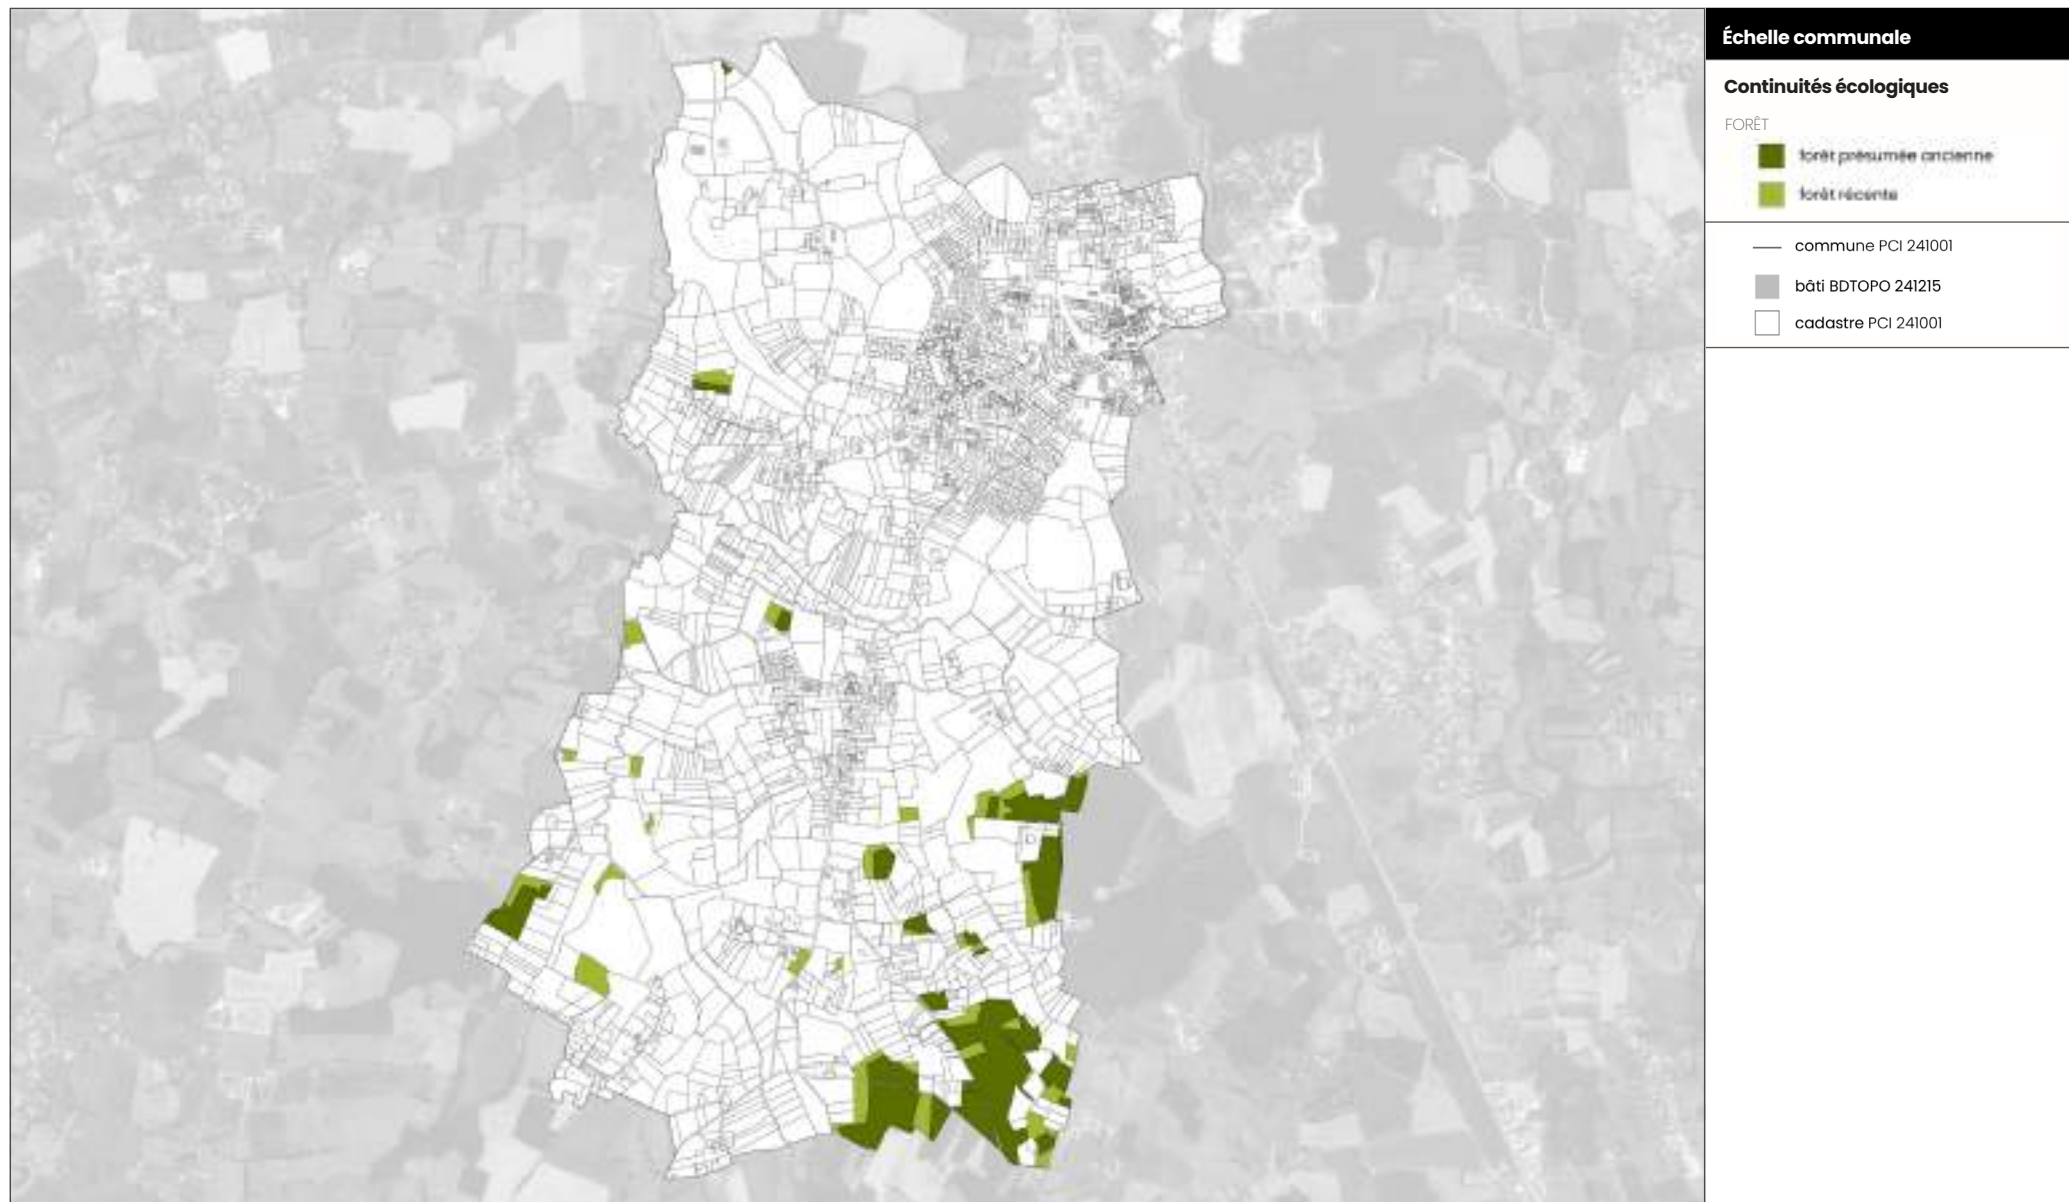 Échelle communale
Continuités écologiques
FORÊT
forêt présumée ancienne
forêt récente
commune PCI 241001
bâti BDTOPO 241215
cadastre PCI 241001